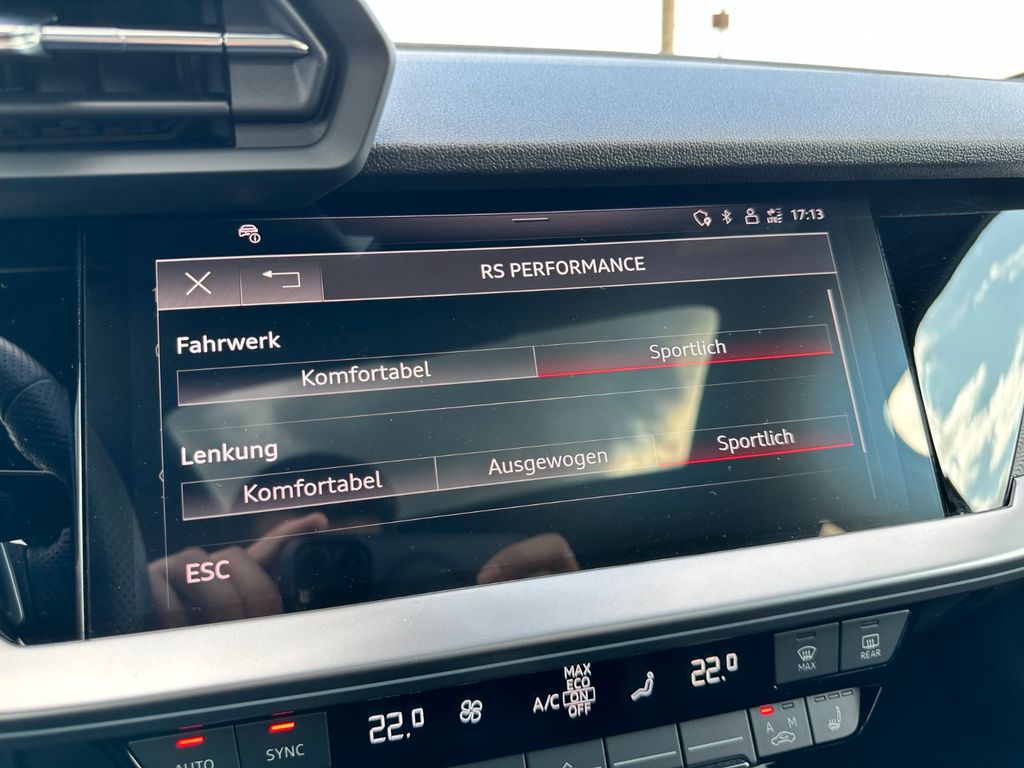 17:13
RS PERFORMANCE
Fahrwerk
Komfortabel Sportlich
Lenkung
Komfortabel Ausgewogen Sportlich
ESC
MAX
REAR
22.0
A/C
MAX
ECO
ON
OFF
22.0
AUTO
SYNC
A M